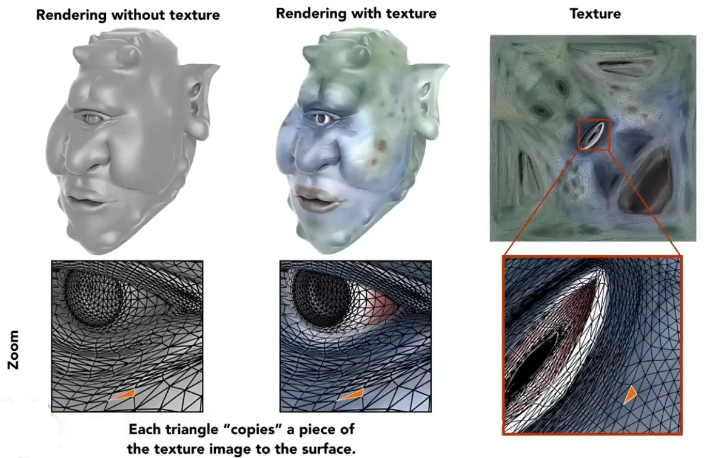 Rendering without texture
Rendering with texture
Texture
Zoom
Each triangle “copies” a piece of
the texture image to the surface.